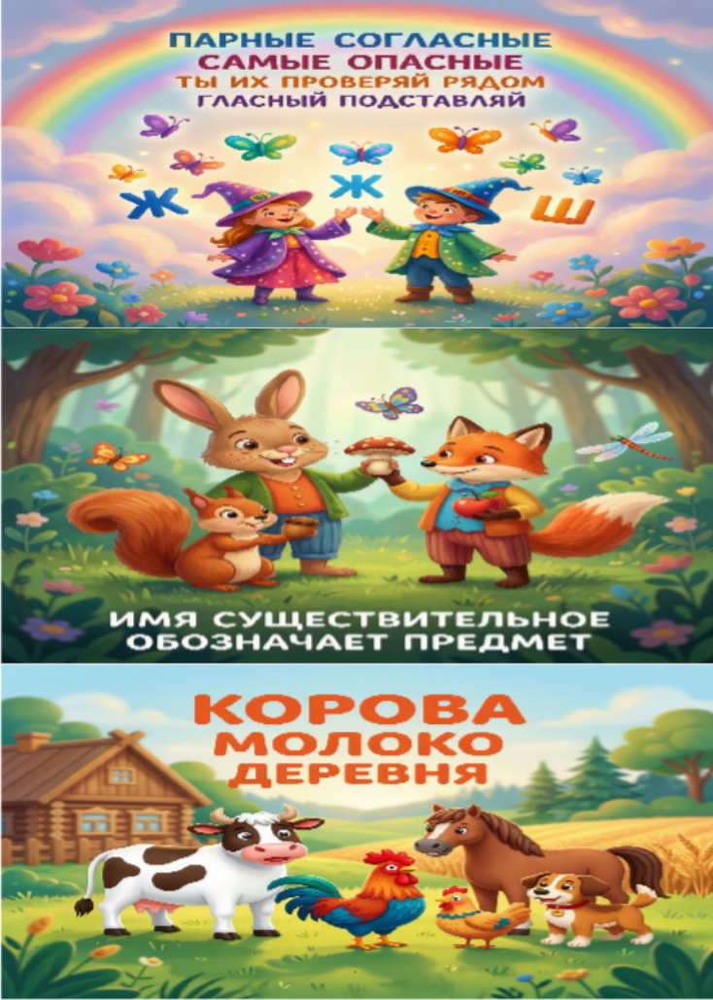 ПАРНЫЕ СОГЛАСНЫЕ
САМЫЕ ОПАСНЫЕ
ТЫ ИХ ПРОВЕРЯЙ РЯДОМ
ГЛАСНЫЙ ПОДСТАВЛЯЙ
Ж Ж Ш
ИМЯ СУЩЕСТВИТЕЛЬНОЕ
ОБОЗНАЧАЕТ ПРЕДМЕТ
КОРОВА
МОЛОКО
ДЕРЕВНЯ